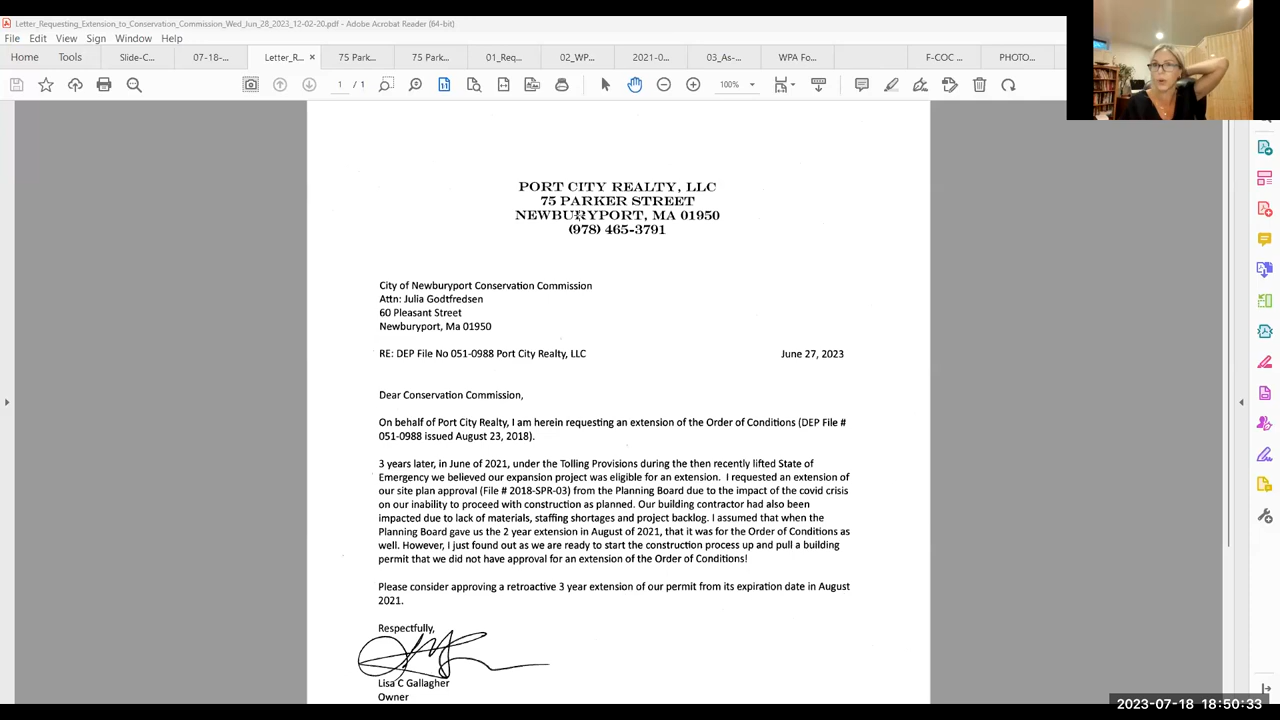 Letter_Requesting_Extension_to_Conservation_Commission_Wed_Jun_28_2023_12-02-20.pdf - Adobe Acrobat Reader (64-bit)
File Edit View Sign Window Help
Home Tools Slide-C... 07-18-... Letter_R... × 75 Park... 75 Park... 01_Req... 02_WP... 2021-0... 03_As-... WPA Fo... F-COC ... PHOTO...
1 / 1 100%
PORT CITY REALTY, LLC
75 PARKER STREET
NEWBURYPORT, MA 01950
(978) 465-3791
City of Newburyport Conservation Commission
Attn: Julia Godtfredsen
60 Pleasant Street
Newburyport, Ma 01950
RE: DEP File No 051-0988 Port City Realty, LLC June 27, 2023
Dear Conservation Commission,
On behalf of Port City Realty, I am herein requesting an extension of the Order of Conditions (DEP File #
051-0988 issued August 23, 2018).
3 years later, in June of 2021, under the Tolling Provisions during the then recently lifted State of
Emergency we believed our expansion project was eligible for an extension. I requested an extension of
our site plan approval (File # 2018-SPR-03) from the Planning Board due to the impact of the covid crisis
on our inability to proceed with construction as planned. Our building contractor had also been
impacted due to lack of materials, staffing shortages and project backlog. I assumed that when the
Planning Board gave us the 2 year extension in August of 2021, that it was for the Order of Conditions as
well. However, I just found out as we are ready to start the construction process up and pull a building
permit that we did not have approval for an extension of the Order of Conditions!
Please consider approving a retroactive 3 year extension of our permit from its expiration date in August
2021.
Respectfully,
Lisa C Gallagher
Owner
2023-07-18 18:50:33